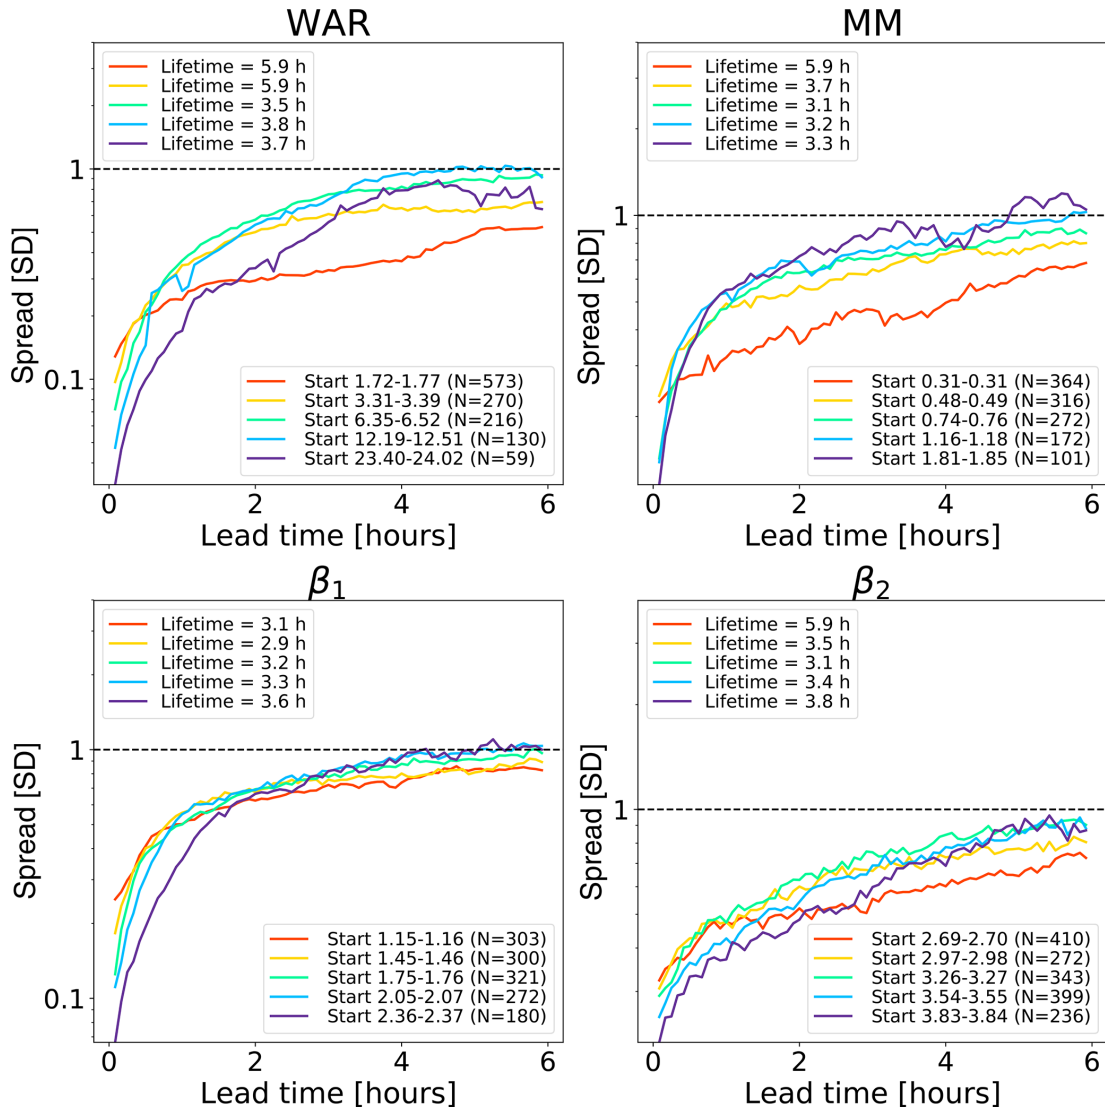 WAR
Lifetime = 5.9 h
Lifetime = 5.9 h
Lifetime = 3.5 h
Lifetime = 3.8 h
Lifetime = 3.7 h
1
0.1
Spread [SD]
Start 1.72-1.77 (N=573)
Start 3.31-3.39 (N=270)
Start 6.35-6.52 (N=216)
Start 12.19-12.51 (N=130)
Start 23.40-24.02 (N=59)
0 2 4 6
Lead time [hours]
MM
Lifetime = 5.9 h
Lifetime = 3.7 h
Lifetime = 3.1 h
Lifetime = 3.2 h
Lifetime = 3.3 h
1
Spread [SD]
Start 0.31-0.31 (N=364)
Start 0.48-0.49 (N=316)
Start 0.74-0.76 (N=272)
Start 1.16-1.18 (N=172)
Start 1.81-1.85 (N=101)
0 2 4 6
Lead time [hours]
β₁
Lifetime = 3.1 h
Lifetime = 2.9 h
Lifetime = 3.2 h
Lifetime = 3.3 h
Lifetime = 3.6 h
1
0.1
Spread [SD]
Start 1.15-1.16 (N=303)
Start 1.45-1.46 (N=300)
Start 1.75-1.76 (N=321)
Start 2.05-2.07 (N=272)
Start 2.36-2.37 (N=180)
0 2 4 6
Lead time [hours]
β₂
Lifetime = 5.9 h
Lifetime = 3.5 h
Lifetime = 3.1 h
Lifetime = 3.4 h
Lifetime = 3.8 h
1
Spread [SD]
Start 2.69-2.70 (N=410)
Start 2.97-2.98 (N=272)
Start 3.26-3.27 (N=343)
Start 3.54-3.55 (N=399)
Start 3.83-3.84 (N=236)
0 2 4 6
Lead time [hours]